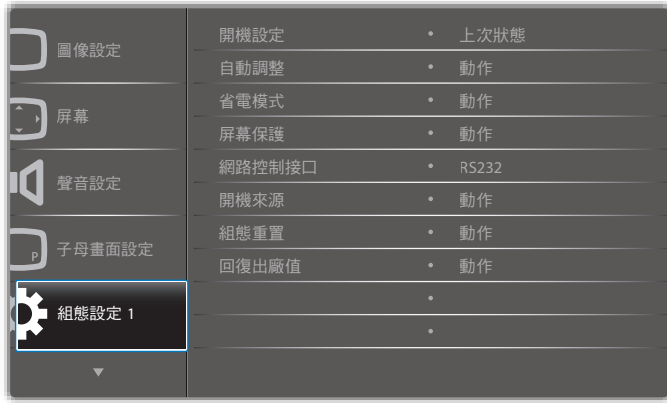 圖像設定
屏幕
聲音設定
子母畫面設定
P
組態設定 1
開機設定 • 上次狀態
自動調整 • 動作
省電模式 • 動作
屏幕保護 • 動作
網路控制接口 • RS232
開機來源 • 動作
組態重置 • 動作
回復出廠值 • 動作
•
•